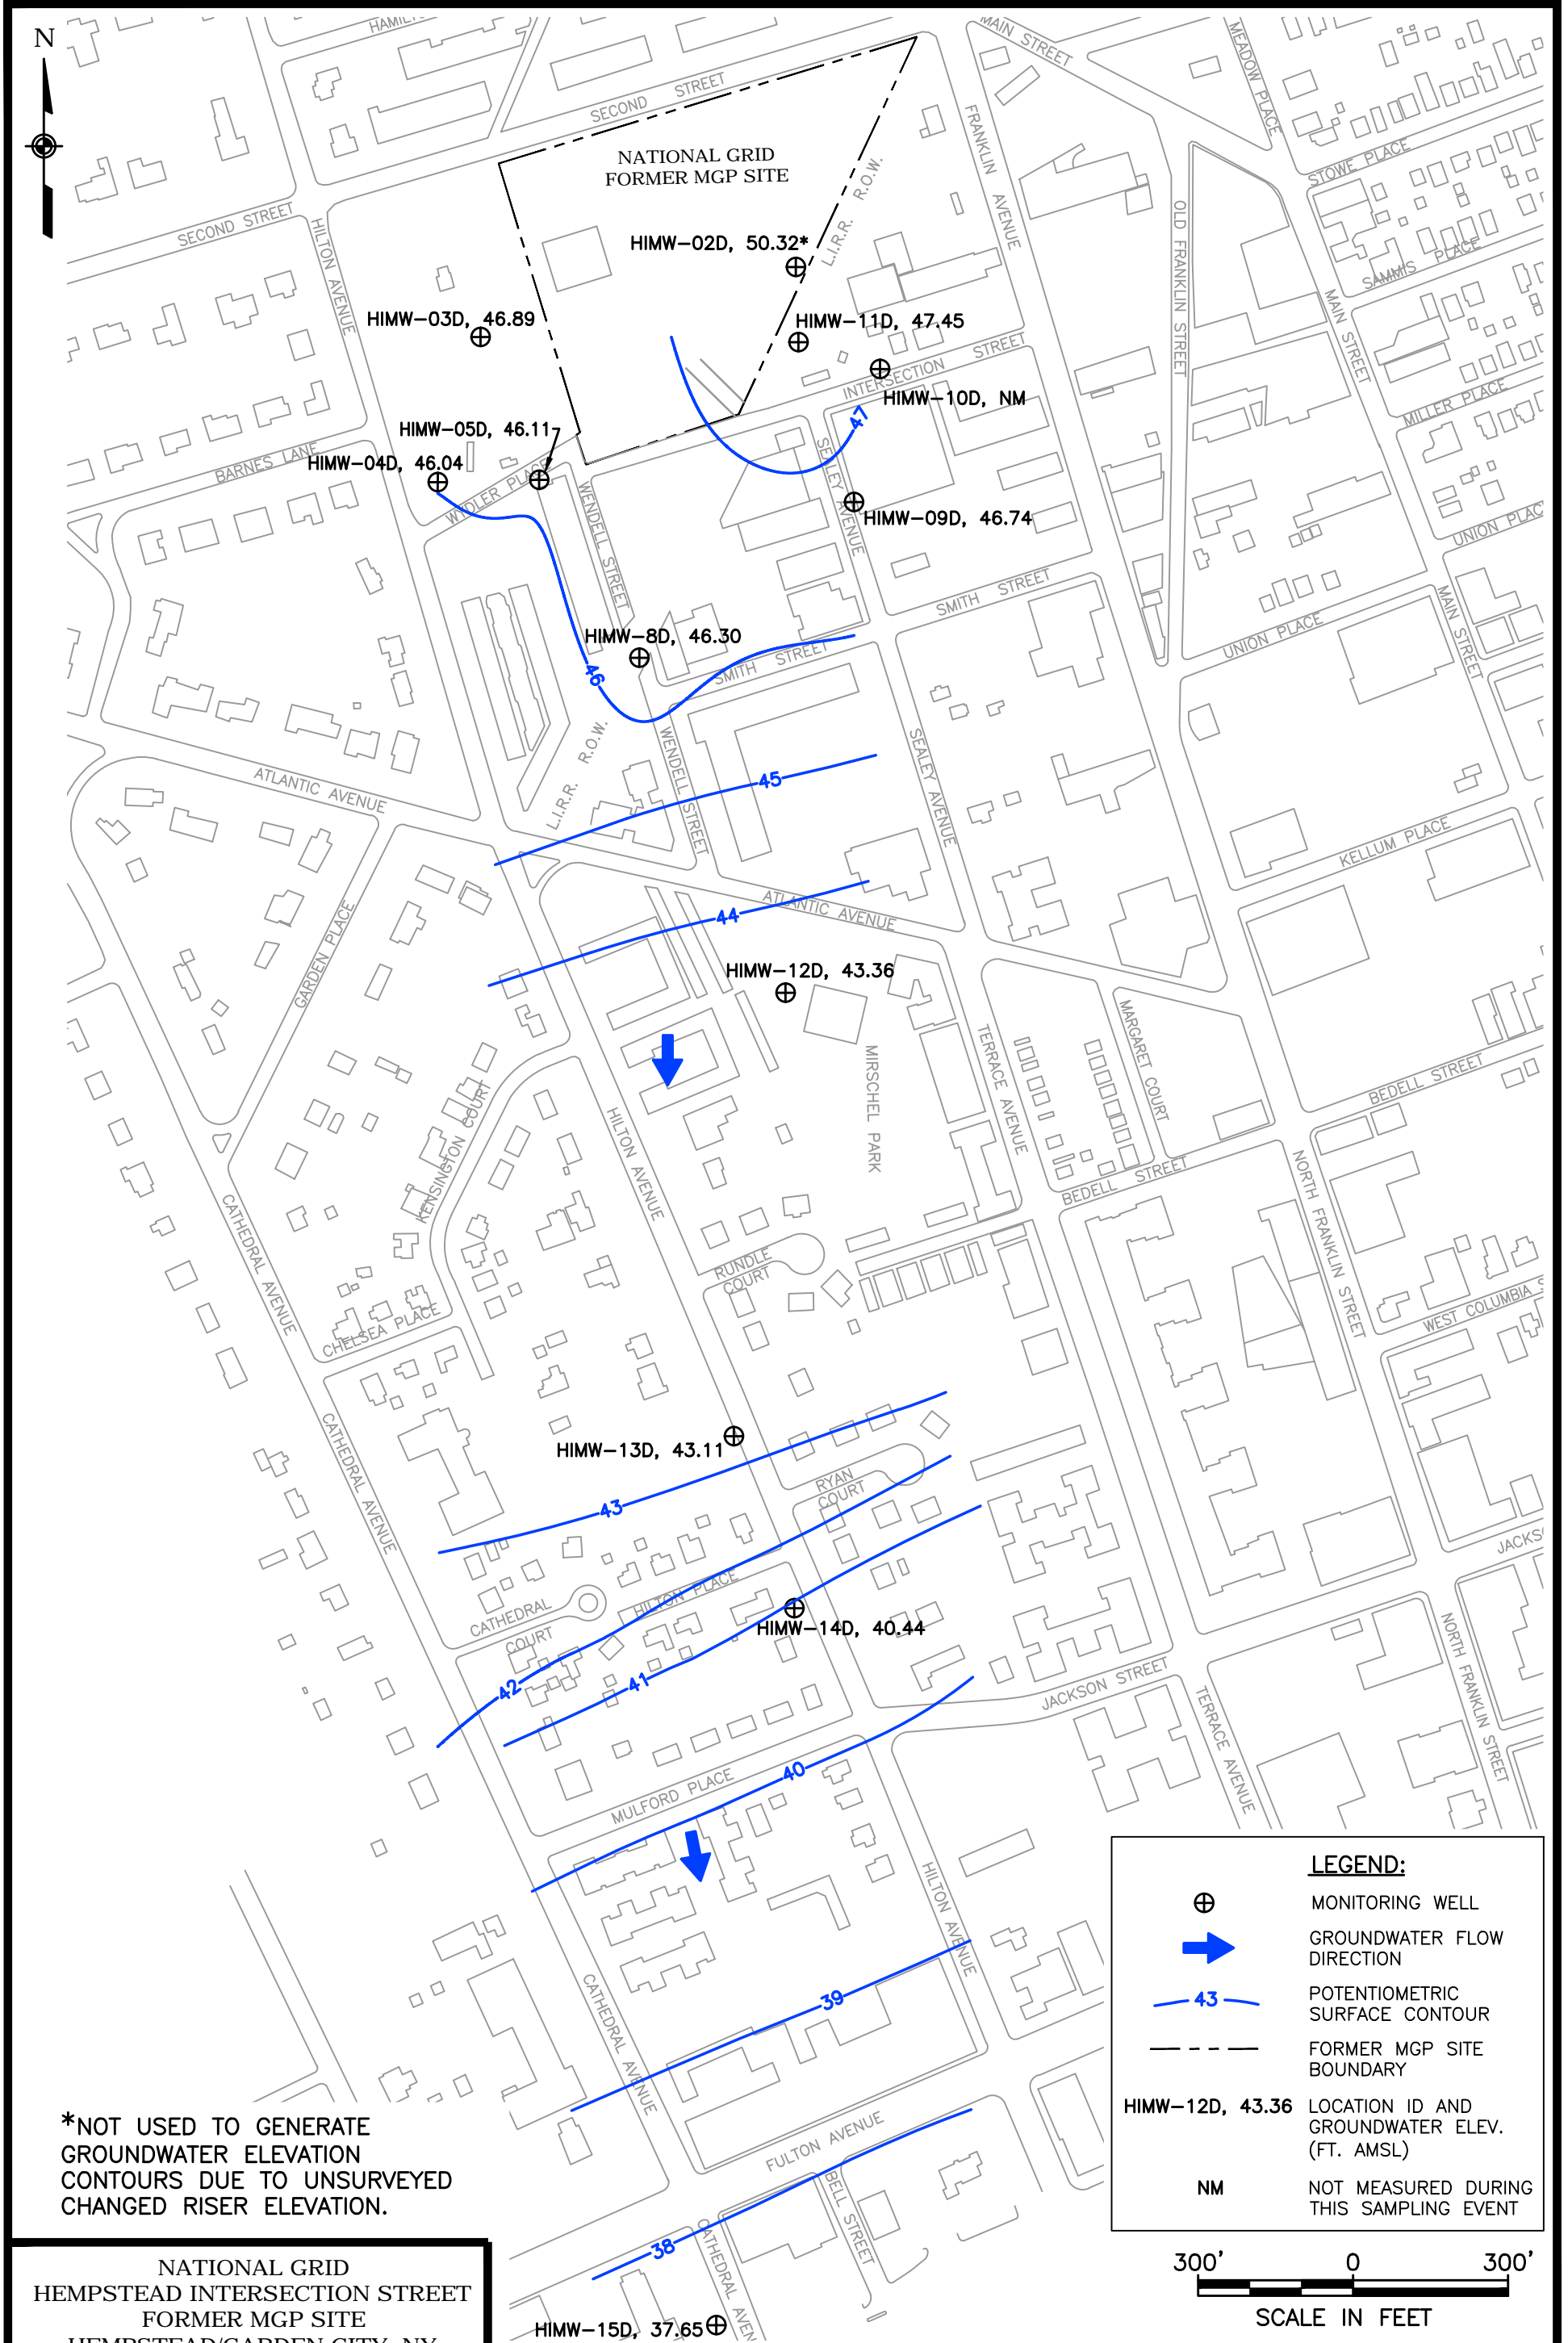 N
HAMIL
SECOND STREET
MAIN STREET
MEADOW PLACE
NATIONAL GRID
FORMER MGP SITE
FRANKLIN AVENUE
L.I.R.R. R.O.W.
STOWE PLACE
SECOND STREET
HILTON AVENUE
OLD FRANKLIN STREET
HIMW-02D, 50.32*
SAMMIS PLACE
MAIN STREET
HIMW-03D, 46.89
HIMW-11D, 47.45
INTERSECTION STREET
HIMW-10D, NM
MILLER PLACE
47
HIMW-05D, 46.11
HIMW-04D, 46.04
BARNES LANE
WYDLER PLACE
WENDELL STREET
SEALEY AVENUE
HIMW-09D, 46.74
UNION PLAC
SMITH STREET
MAIN STREET
UNION PLACE
HIMW-8D, 46.30
46
SMITH STREET
L.I.R.R. R.O.W.
WENDELL STREET
SEALEY AVENUE
45
ATLANTIC AVENUE
KELLUM PLACE
44
ATLANTIC AVENUE
GARDEN PLACE
HIMW-12D, 43.36
MARGARET COURT
TERRACE AVENUE
MIRSCHEL PARK
BEDELL STREET
KENSINGTON COURT
HILTON AVENUE
BEDELL STREET
NORTH FRANKLIN STREET
CATHEDRAL AVENUE
RUNDLE
COURT
WEST COLUMBIA S
CHELSEA PLACE
CATHEDRAL AVENUE
HIMW-13D, 43.11
RYAN
COURT
43
JACKS
HILTON PLACE
CATHEDRAL
COURT
HIMW-14D, 40.44
NORTH FRANKLIN STREET
42
41
JACKSON STREET
TERRACE AVENUE
40
MULFORD PLACE
HILTON AVENUE
CATHEDRAL AVENUE
39
FULTON AVENUE
BELL STREET
38
CATHEDRAL AVEN
HIMW-15D, 37.65
LEGEND:
MONITORING WELL
GROUNDWATER FLOW
DIRECTION
43
POTENTIOMETRIC
SURFACE CONTOUR
FORMER MGP SITE
BOUNDARY
HIMW-12D, 43.36
LOCATION ID AND
GROUNDWATER ELEV.
(FT. AMSL)
NM
NOT MEASURED DURING
THIS SAMPLING EVENT
300' 0 300'
SCALE IN FEET
*NOT USED TO GENERATE
GROUNDWATER ELEVATION
CONTOURS DUE TO UNSURVEYED
CHANGED RISER ELEVATION.
NATIONAL GRID
HEMPSTEAD INTERSECTION STREET
FORMER MGP SITE
HEMPSTEAD/GARDEN CITY, NY